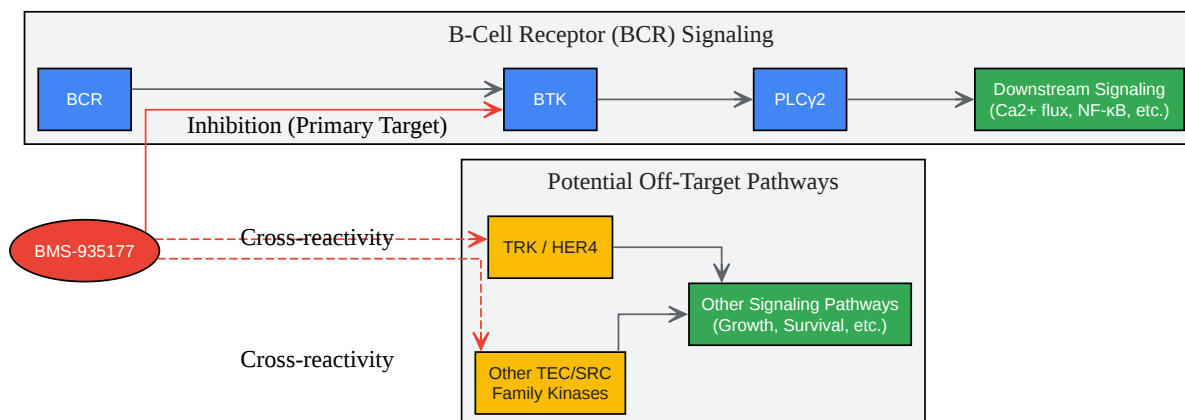 B-Cell Receptor (BCR) Signaling
BCR
BTK
PLCγ2
Downstream Signaling
(Ca2+ flux, NF-κB, etc.)
Inhibition (Primary Target)
Potential Off-Target Pathways
BMS-935177
Cross-reactivity
TRK / HER4
Other Signaling Pathways
(Growth, Survival, etc.)
Cross-reactivity
Other TEC/SRC
Family Kinases